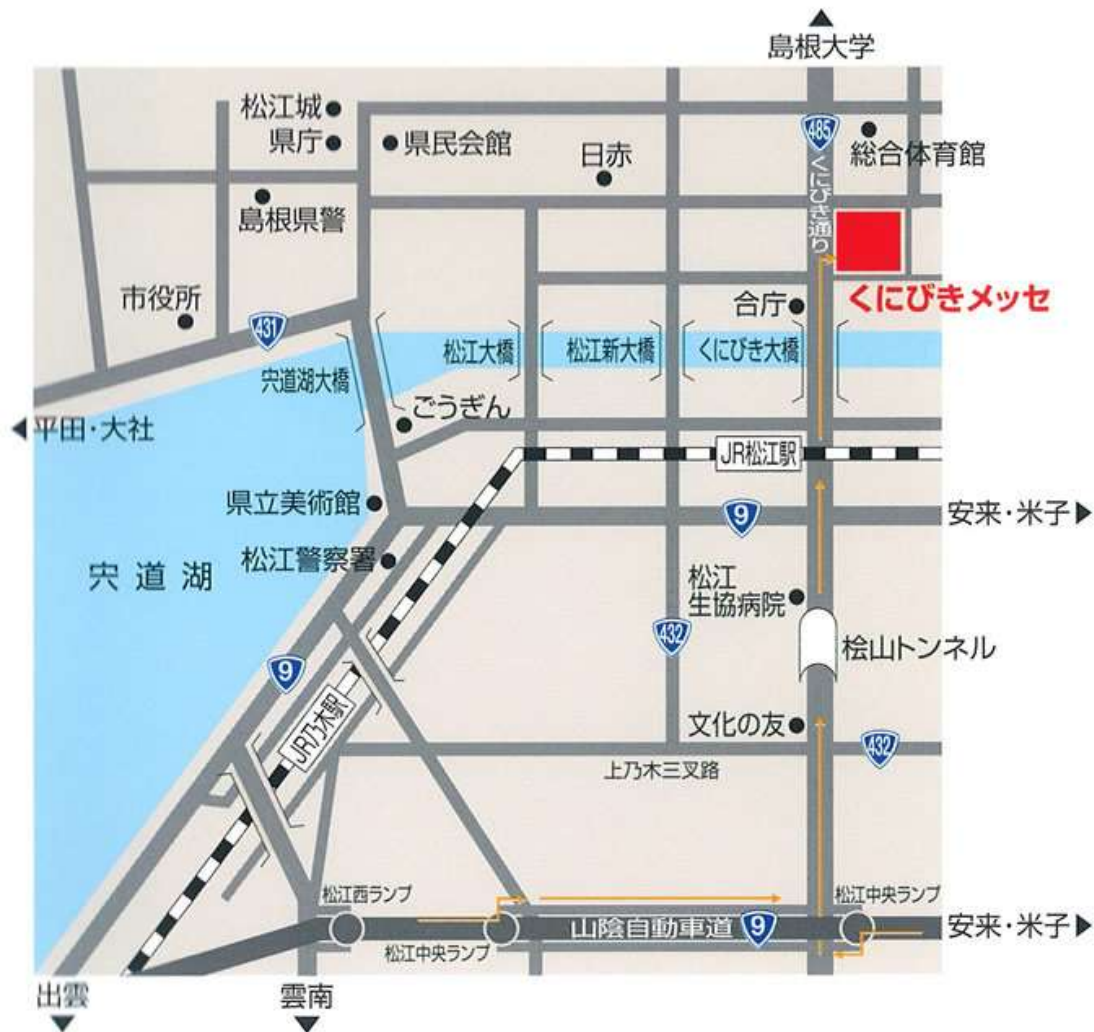 島根大学
松江城
県庁
県民会館
日赤
485
総合体育館
島根県警
くにびき通り
市役所
431
合庁
くにびきメッセ
宍道湖大橋
松江大橋
松江新大橋
くにびき大橋
平田・大社
ごうぎん
JR松江駅
県立美術館
9
安来・米子
松江警察署
宍道湖
松江
生協病院
432
桧山トンネル
9
JR乃木駅
文化の友
432
上乃木三叉路
松江西ランプ
松江中央ランプ
松江中央ランプ
山陰自動車道
9
安来・米子
出雲
雲南